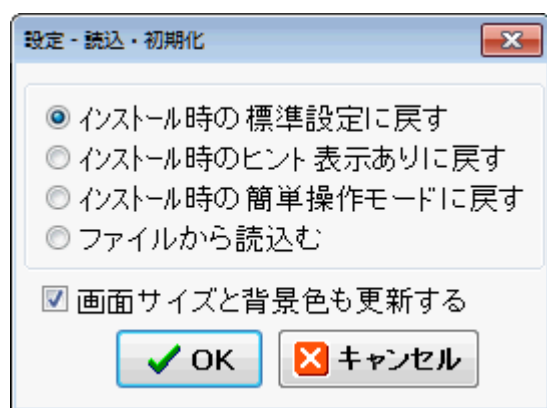 設定 - 読込・初期化
インストール時の 標準設定に戻す
インストール時のヒント 表示ありに戻す
インストール時の 簡単操作モードに戻す
ファイルから読込む
画面サイズと背景色も更新する
OK キャンセル